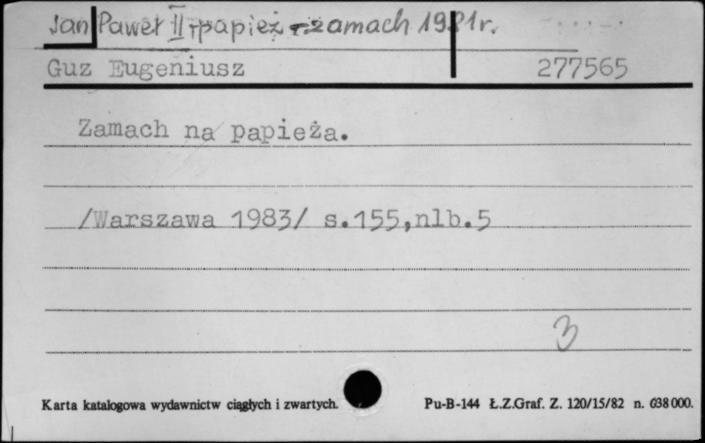 Jan Paweł II papież - zamach 1981r.
Guz Eugeniusz 277565
Zamach na papieża.
/Warszawa 1983/ s.155,nlb.5
3
Karta katalogowa wydawnictw ciągłych i zwartych. Pu-B-144 Ł.Z.Graf. Z. 120/15/82 n. 638000.